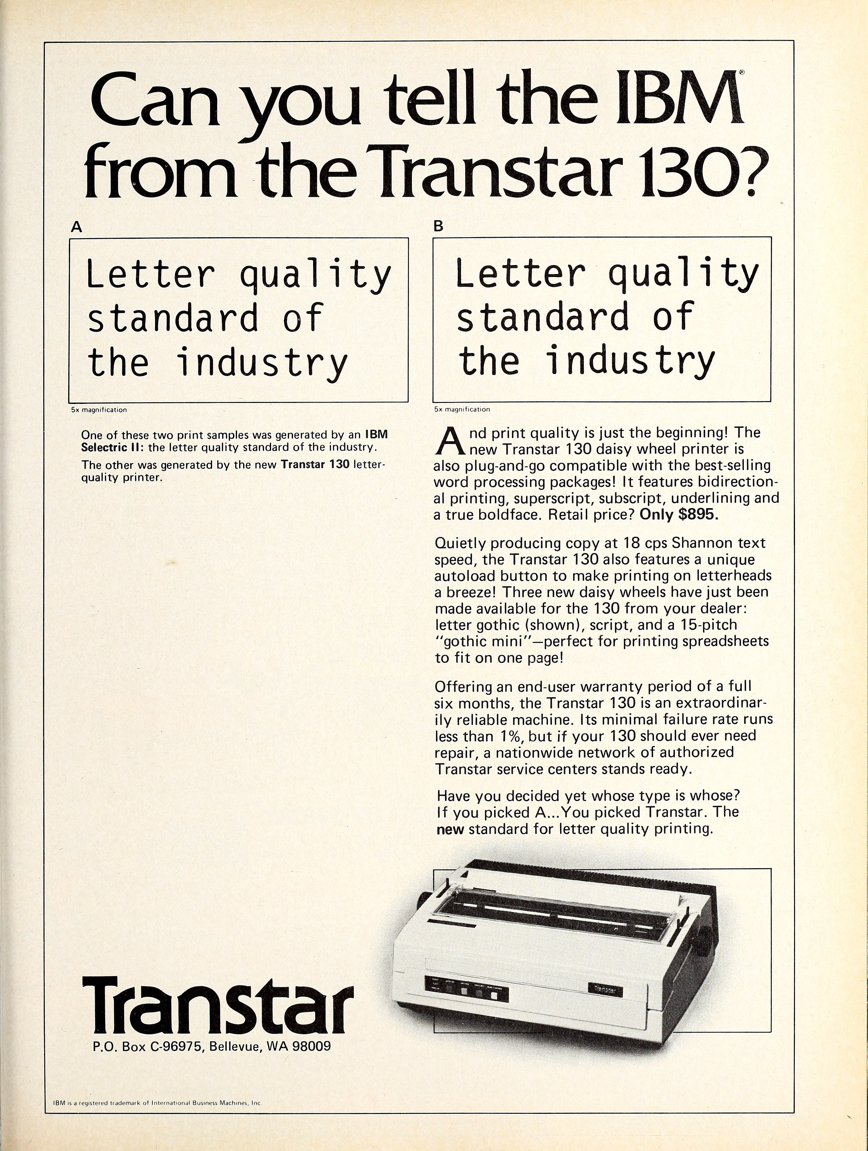 Can you tell the IBM®
from the Transtar 130?
A
Letter quality
standard of
the industry
5x magnification
One of these two print samples was generated by an IBM
Selectric II: the letter quality standard of the industry.
The other was generated by the new Transtar 130 letter-
quality printer.
B
Letter quality
standard of
the industry
5x magnification
And print quality is just the beginning! The
new Transtar 130 daisy wheel printer is
also plug-and-go compatible with the best-selling
word processing packages! It features bidirection-
al printing, superscript, subscript, underlining and
a true boldface. Retail price? Only $895.
Quietly producing copy at 18 cps Shannon text
speed, the Transtar 130 also features a unique
autoload button to make printing on letterheads
a breeze! Three new daisy wheels have just been
made available for the 130 from your dealer:
letter gothic (shown), script, and a 15-pitch
“gothic mini”—perfect for printing spreadsheets
to fit on one page!
Offering an end-user warranty period of a full
six months, the Transtar 130 is an extraordinar-
ily reliable machine. Its minimal failure rate runs
less than 1%, but if your 130 should ever need
repair, a nationwide network of authorized
Transtar service centers stands ready.
Have you decided yet whose type is whose?
If you picked A...You picked Transtar. The
new standard for letter quality printing.
Transtar
Transtar
P.O. Box C-96975, Bellevue, WA 98009
IBM is a registered trademark of International Business Machines, Inc.